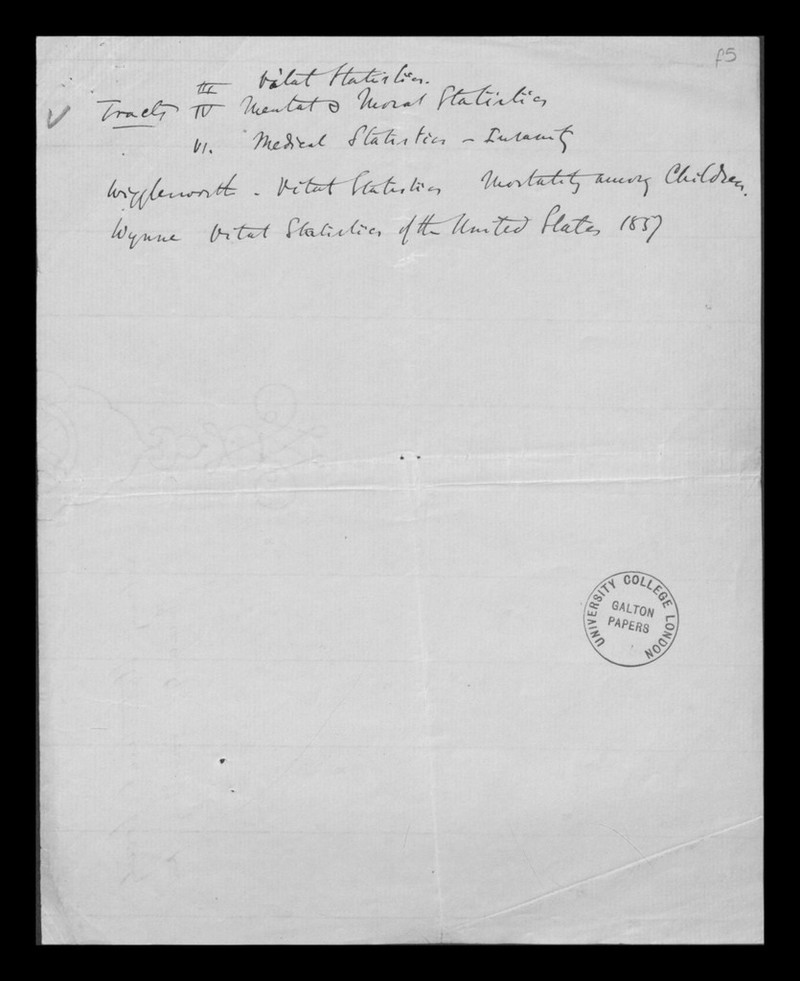 f5
III Vital Statistics.
✓ Tracts IV Mental & Moral Statistics
VI. Medical Statistics – Insanity
Wigglesworth - Vital Statistics Mortality among Children.
Wynne Vital Statistics of the United States 1857
UNIVERSITY COLLEGE LONDON
GALTON
PAPERS